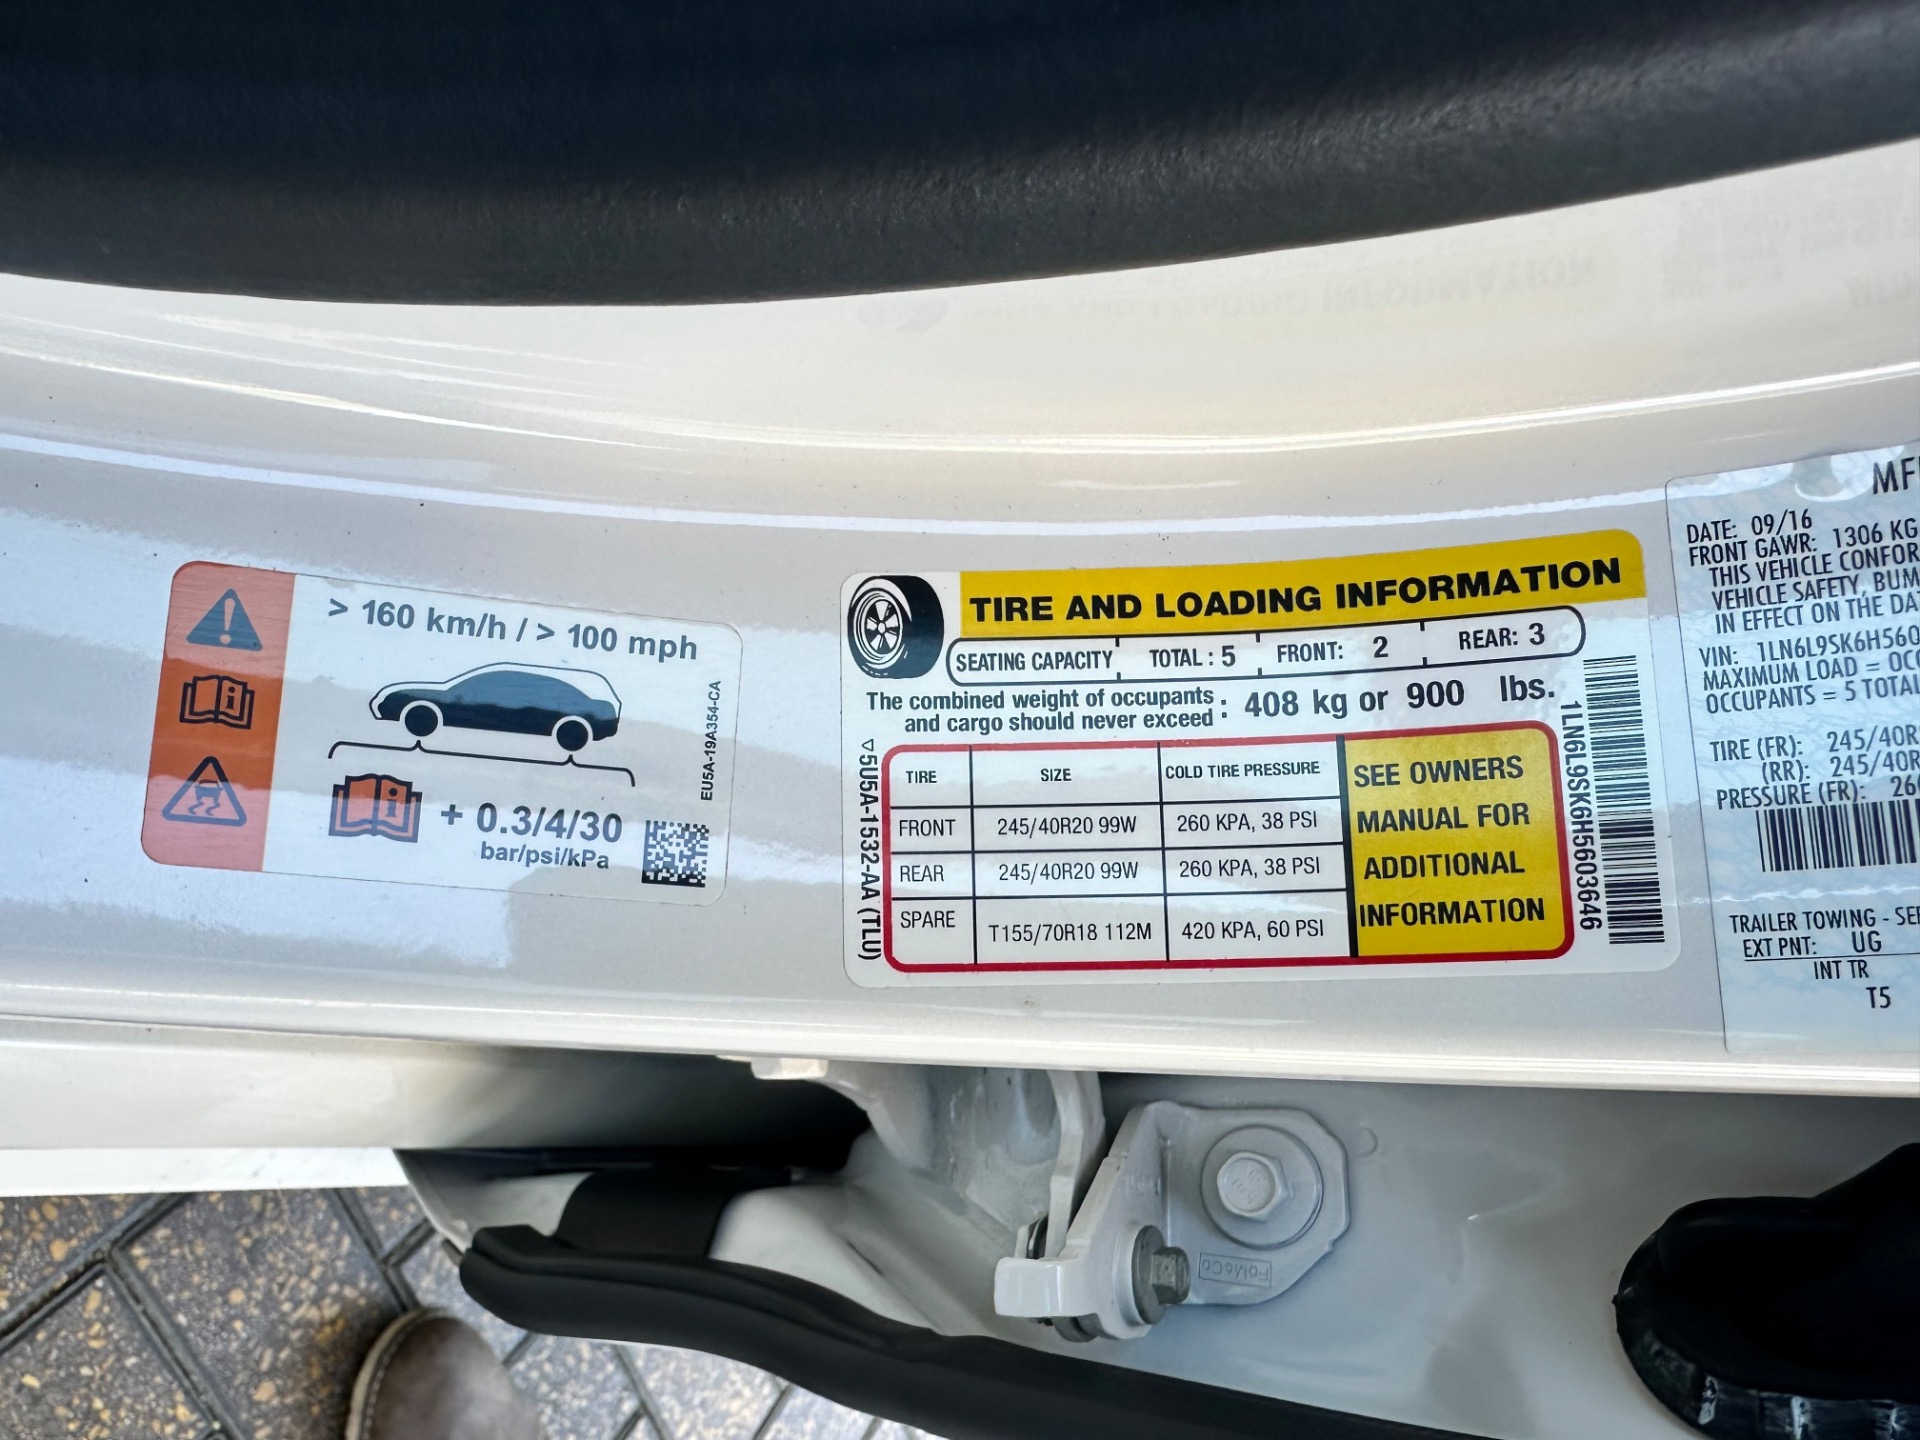 > 160 km/h / > 100 mph
+ 0.3/4/30
bar/psi/kPa
EU5A-19A354-CA
TIRE AND LOADING INFORMATION
SEATING CAPACITY TOTAL : 5 FRONT: 2 REAR: 3
The combined weight of occupants
and cargo should never exceed : 408 kg or 900 lbs.
5U5A-1532-AA (TLU)
TIRE SIZE COLD TIRE PRESSURE
FRONT 245/40R20 99W 260 KPA, 38 PSI
REAR 245/40R20 99W 260 KPA, 38 PSI
SPARE T155/70R18 112M 420 KPA, 60 PSI
SEE OWNERS
MANUAL FOR
ADDITIONAL
INFORMATION
1LN6L9SK6H5603646
MF
DATE: 09/16
FRONT GAWR: 1306 KG
THIS VEHICLE CONFOR
VEHICLE SAFETY, BUM
IN EFFECT ON THE DA
VIN: 1LN6L9SK6H560
MAXIMUM LOAD = OC
OCCUPANTS = 5 TOTAL
TIRE (FR): 245/40R
(RR): 245/40R
PRESSURE (FR): 26
TRAILER TOWING - SE
EXT PNT: UG
INT TR
T5
FoMoCo